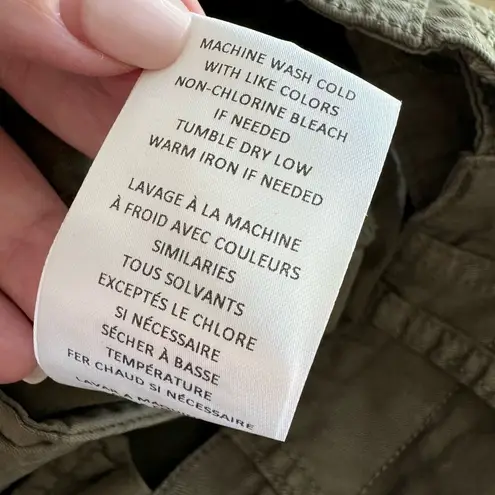 MACHINE WASH COLD
WITH LIKE COLORS
NON-CHLORINE BLEACH
IF NEEDED
TUMBLE DRY LOW
WARM IRON IF NEEDED
LAVAGE À LA MACHINE
À FROID AVEC COULEURS
SIMILARIES
TOUS SOLVANTS
EXCEPTÉS LE CHLORE
SI NÉCESSAIRE
SÉCHER À BASSE
TEMPÉRATURE
FER CHAUD SI NÉCESSAIRE